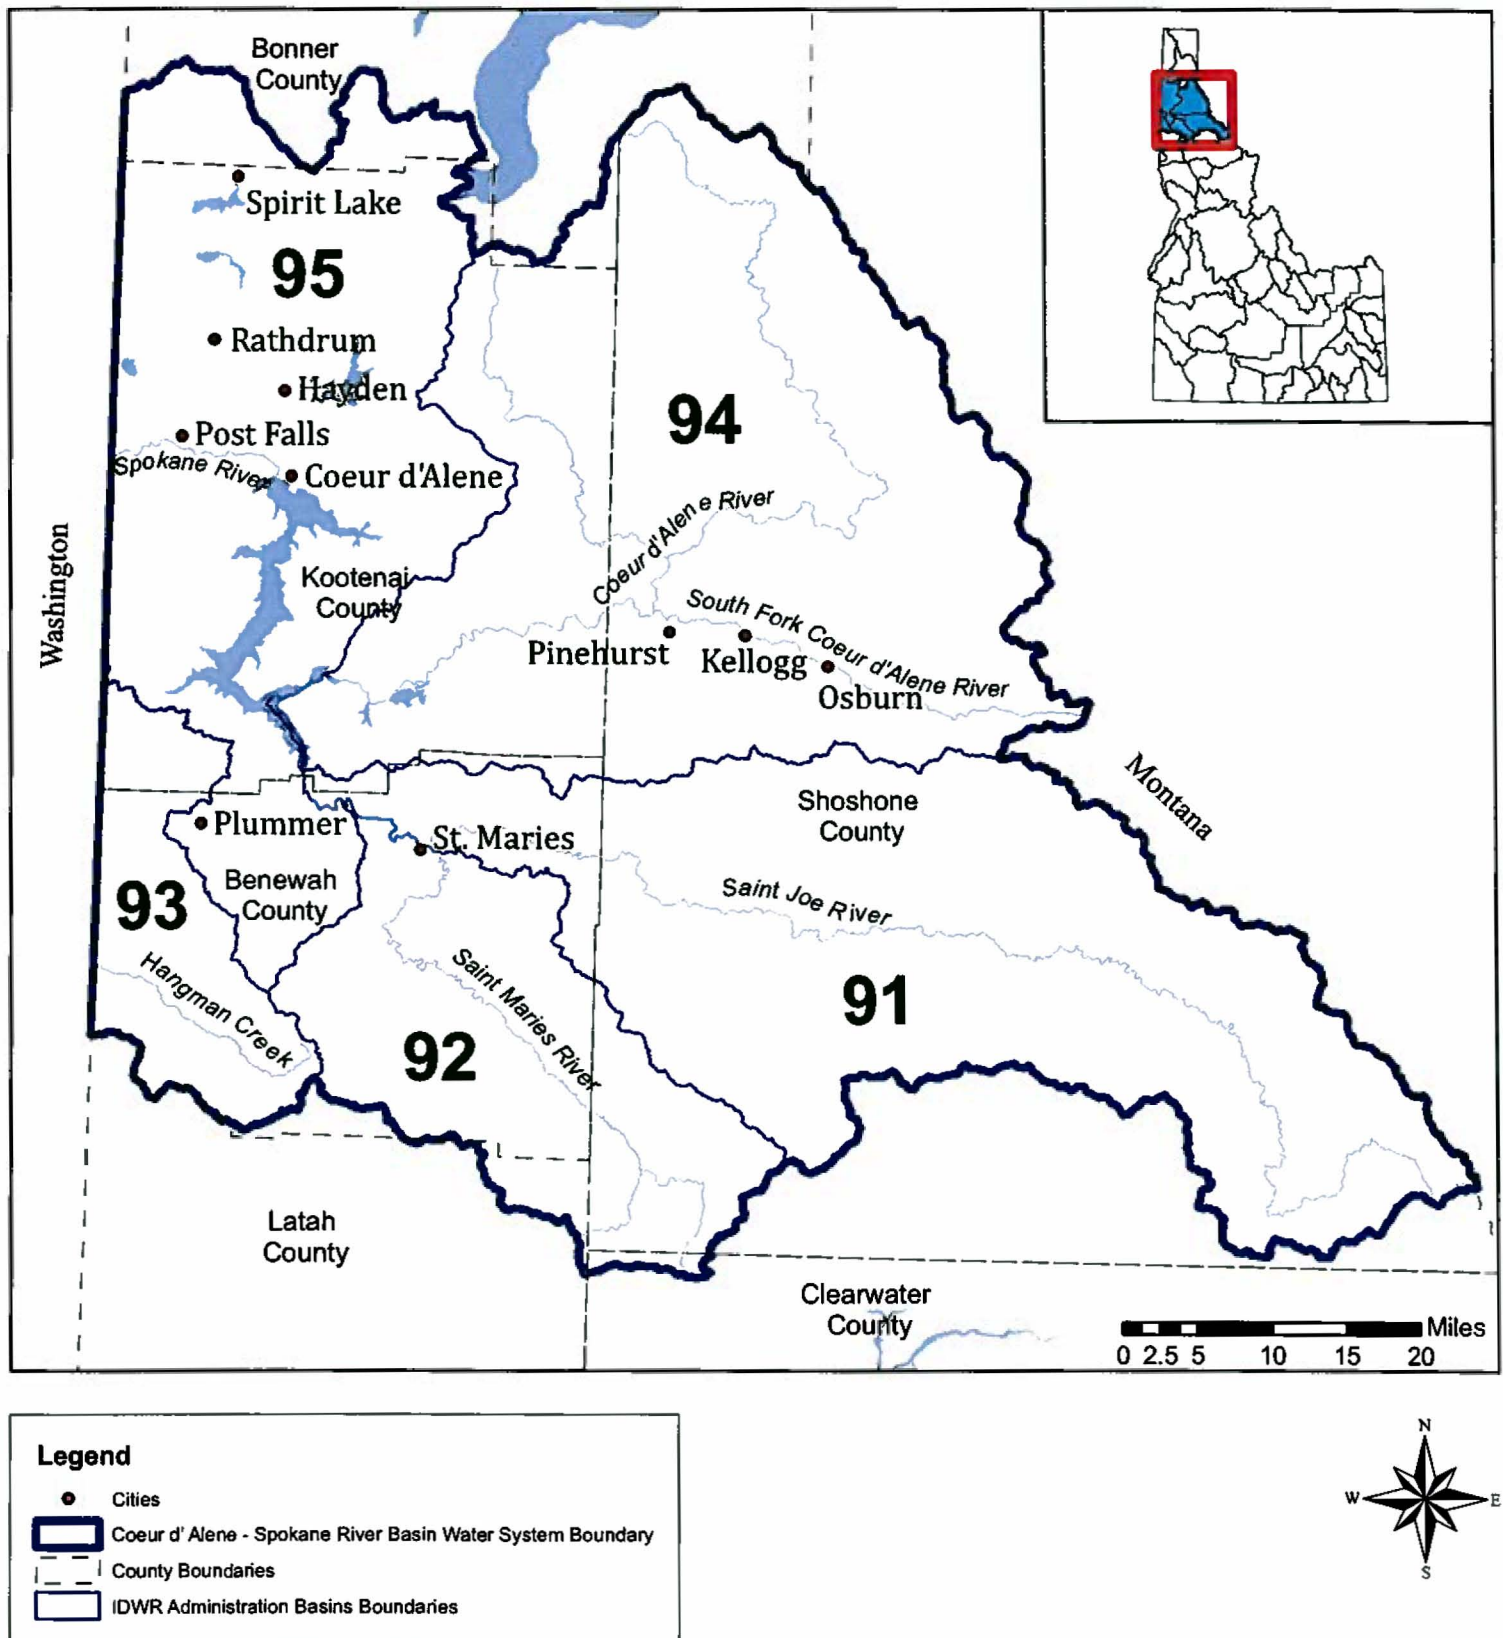 Bonner
County
Spirit Lake
95
Rathdrum
Hayden
94
Post Falls
Spokane River
Coeur d'Alene
Coeur d'Alene River
Washington
Kootenai
County
South Fork Coeur d'Alene River
Pinehurst
Kellogg
Osburn
Montana
Shoshone
County
Plummer
St. Maries
Benewah
County
93
Saint Joe River
Hangman Creek
Saint Maries River
91
92
Latah
County
Clearwater
County
Miles
0 2.5 5 10 15 20
Legend
Cities
Coeur d' Alene - Spokane River Basin Water System Boundary
County Boundaries
IDWR Administration Basins Boundaries
N
W E
S